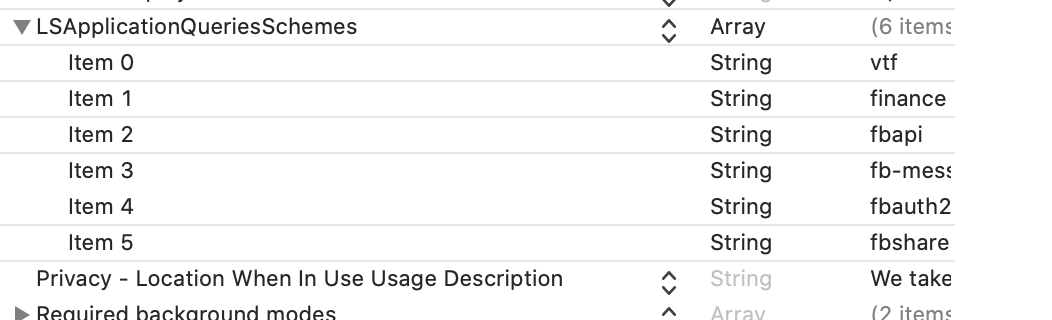 LSApplicationQueriesSchemes Array (6 items
Item 0 String vtf
Item 1 String finance
Item 2 String fbapi
Item 3 String fb-mess
Item 4 String fbauth2
Item 5 String fbshare
Privacy - Location When In Use Usage Description String We take
Required background modes Array (2 items